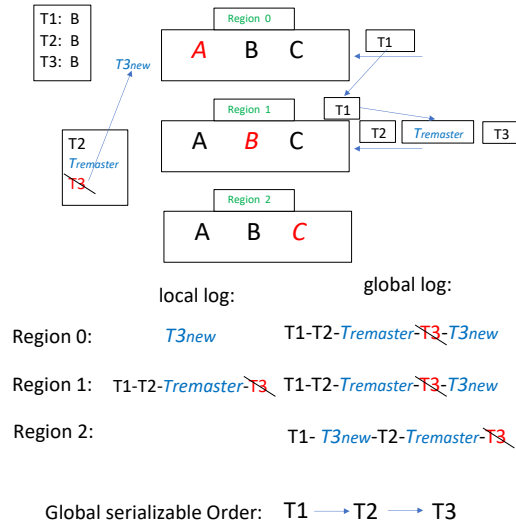 T1: B
T2: B
T3: B
Region 0
A B C
T3new
T1
Region 1
T1
A B C
T2 Tremaster T3
T2
Tremaster
T3
Region 2
A B C
local log:
global log:
Region 0: T3new T1-T2-Tremaster-T3-T3new
Region 1: T1-T2-Tremaster-T3 T1-T2-Tremaster-T3-T3new
Region 2: T1- T3new-T2-Tremaster-T3
Global serializable Order: T1 T2 T3